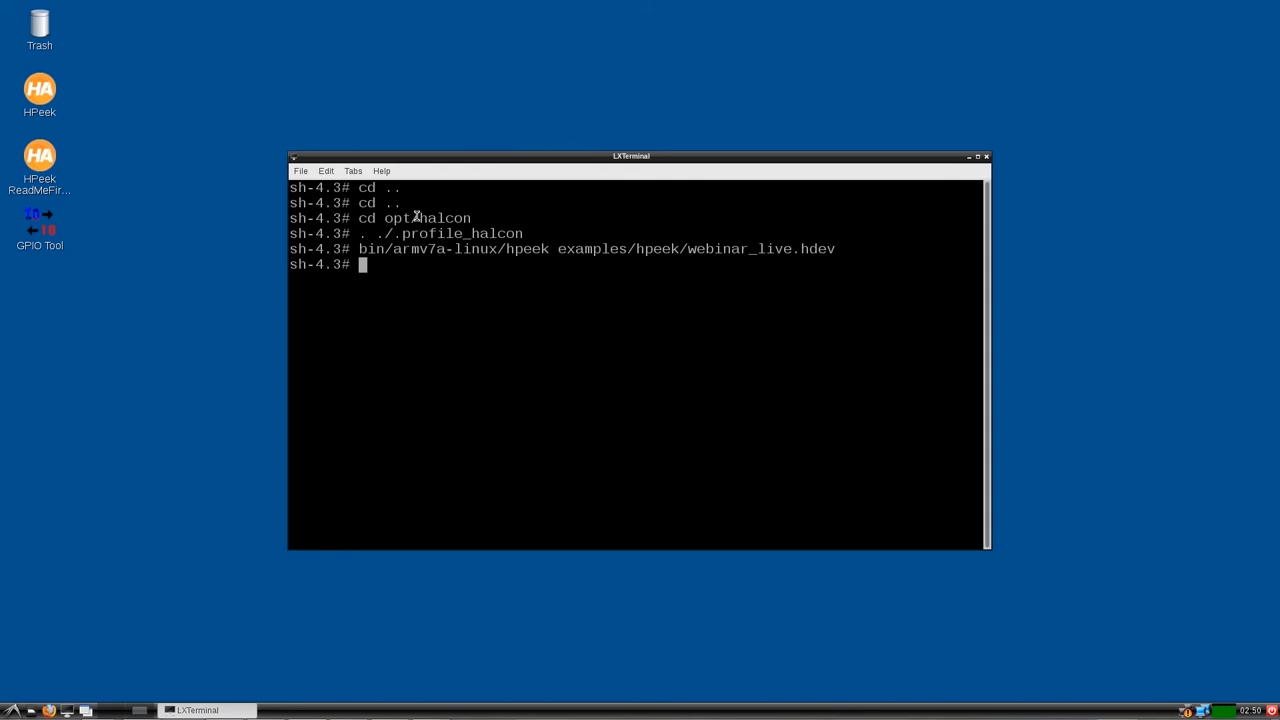 Trash
HA
HPeek
HA
HPeek
ReadMeFir...
IO
IO
GPIO Tool
LXTerminal
File Edit Tabs Help
sh-4.3# cd ..
sh-4.3# cd ..
sh-4.3# cd opt/halcon
sh-4.3# . ./.profile_halcon
sh-4.3# bin/armv7a-linux/hpeek examples/hpeek/webinar_live.hdev
sh-4.3#
LXTerminal
02:50